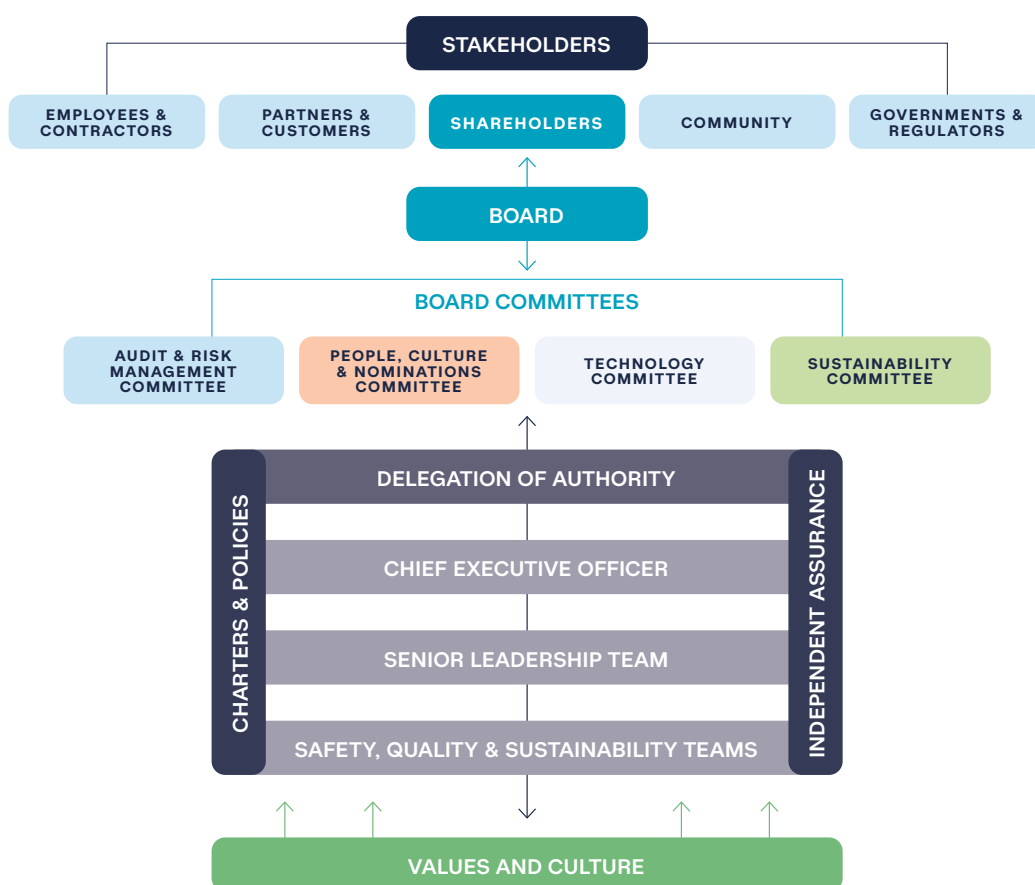 STAKEHOLDERS
EMPLOYEES &
CONTRACTORS
PARTNERS &
CUSTOMERS
SHAREHOLDERS
COMMUNITY
GOVERNMENTS &
REGULATORS
BOARD
BOARD COMMITTEES
AUDIT & RISK
MANAGEMENT
COMMITTEE
PEOPLE, CULTURE
& NOMINATIONS
COMMITTEE
TECHNOLOGY
COMMITTEE
SUSTAINABILITY
COMMITTEE
CHARTERS & POLICIES
DELEGATION OF AUTHORITY
CHIEF EXECUTIVE OFFICER
SENIOR LEADERSHIP TEAM
SAFETY, QUALITY & SUSTAINABILITY TEAMS
INDEPENDENT ASSURANCE
VALUES AND CULTURE